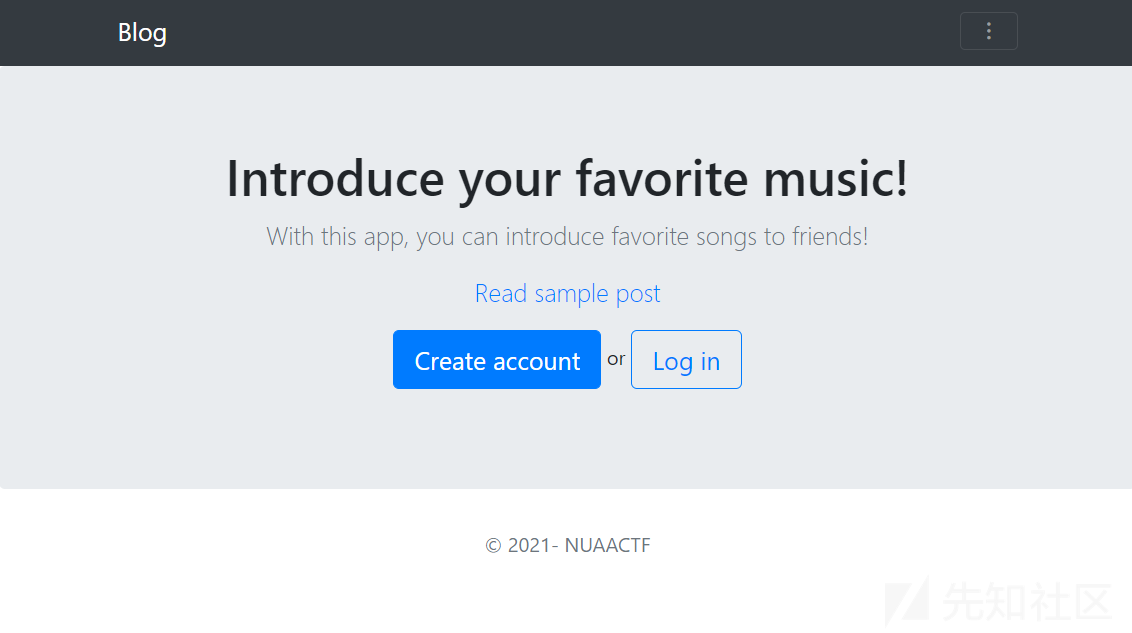 Blog
Introduce your favorite music!
With this app, you can introduce favorite songs to friends!
Read sample post
Create account or Log in
© 2021- NUAACTF
先知社区